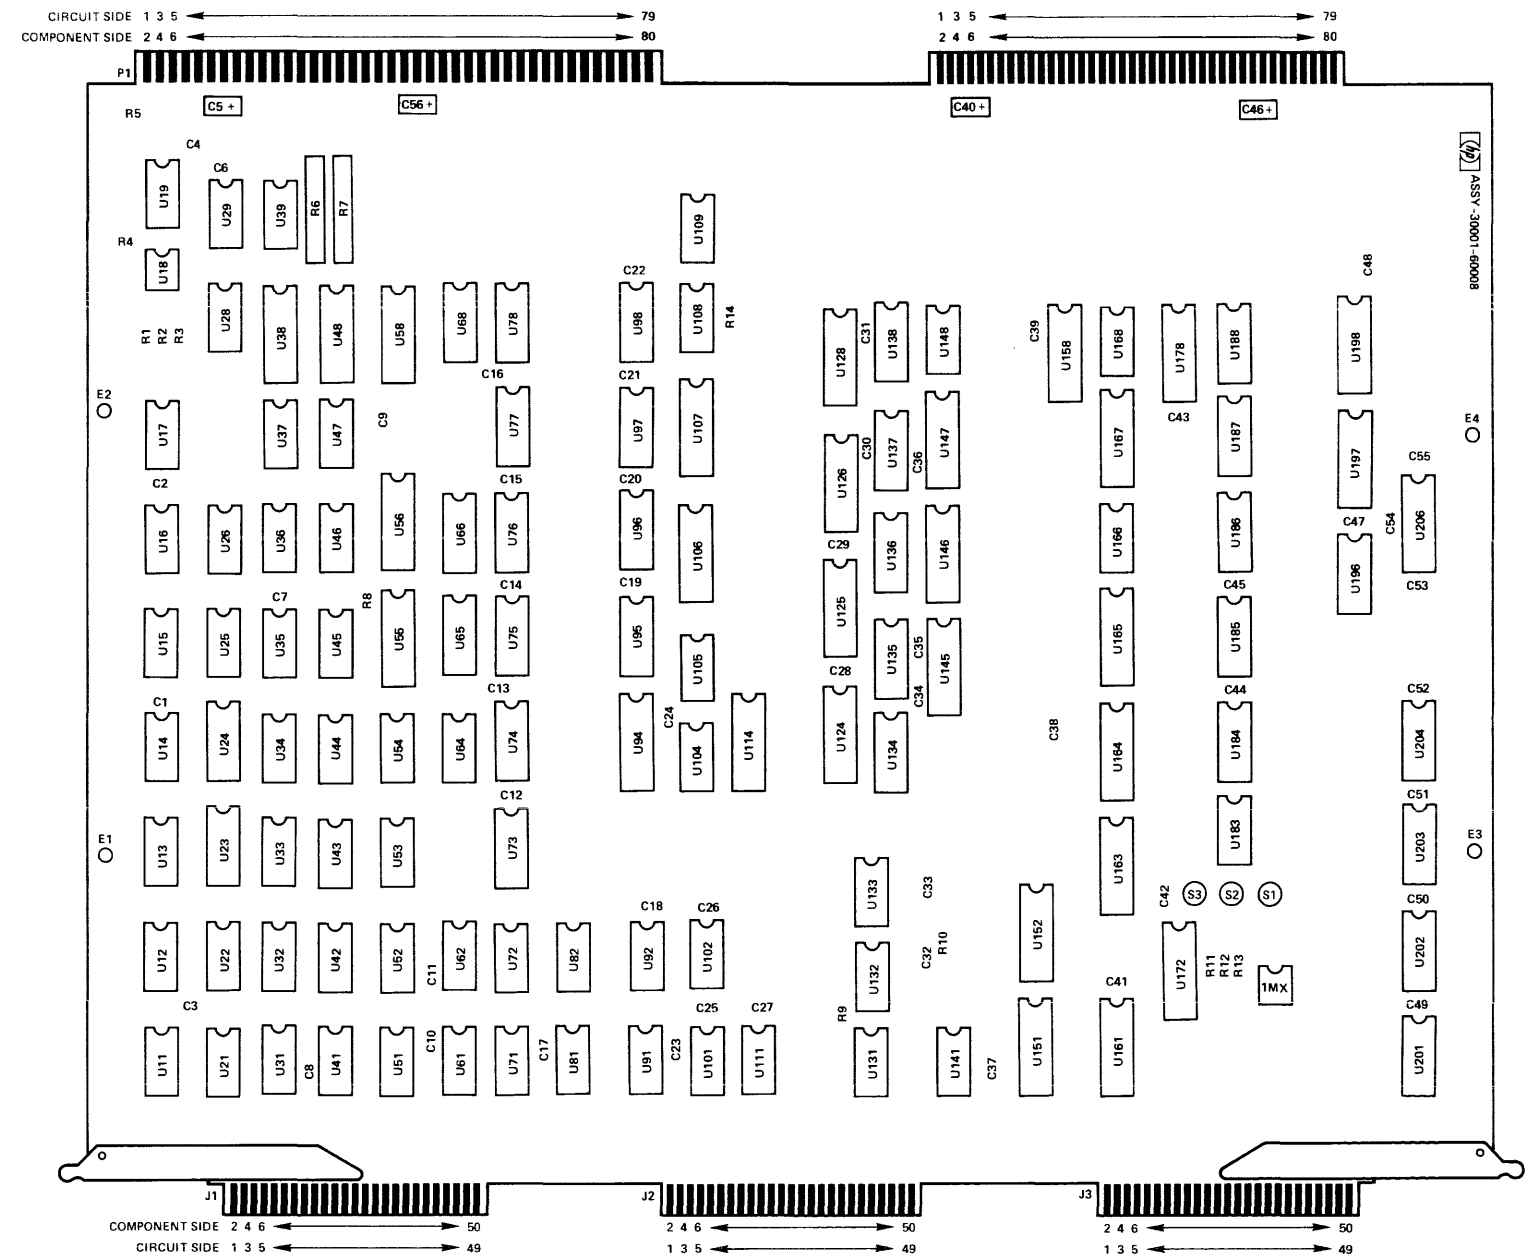 CIRCUIT SIDE 1 3 5 79 1 3 5 79
COMPONENT SIDE 2 4 6 80 2 4 6 80
P1
R5 C5 + C56 + C40 + C46 +
C4
hp
ASSY -30001-60008
C6
U19 U29 U39 R6 R7 U109
R4
U18
C48
C22
R1 R2 R3 U28 U38 U48 U58 U68 U78 U98 U108 R14 U128 C31 U138 U148 C39 U158 U168 U178 U188 U198
C16 C21
E2 E4
U17 U37 U47 C9 U77 U97 U107 C30 U137 C36 U147 U167 C43 U187 U197 C55
C2 C15 C20 U126
U16 U26 U36 U46 U56 U66 U76 U96 U106 U136 U146 U166 U186 C47 C54 U206
C29
C14 C19 U196 C53
C7 R8 C45
U15 U25 U35 U45 U55 U65 U75 U95 U105 U125 U135 C35 U145 U165 U185
C28
C1 C13 C24 C34 C44 C52
U14 U24 U34 U44 U54 U64 U74 U94 U104 U114 U124 U134 C38 U164 U184 U204
C12 C51
E1 E3
U13 U23 U33 U43 U53 U73 U163 U183 U203
U133 C33 C42 S3 S2 S1
C18 C26 C50
U12 U22 U32 U42 U52 C11 U62 U72 U82 U92 U102 U132 C32 R10 U152 U172 R11 R12 R13 U202
1MX
C3 C25 C27 R9 C41 C49
U11 U21 U31 C8 U41 U51 C10 U61 U71 C17 U81 U91 C23 U101 U111 U131 U141 C37 U151 U161 U201
J1 J2 J3
COMPONENT SIDE 2 4 6 50 2 4 6 50 2 4 6 50
CIRCUIT SIDE 1 3 5 49 1 3 5 49 1 3 5 49